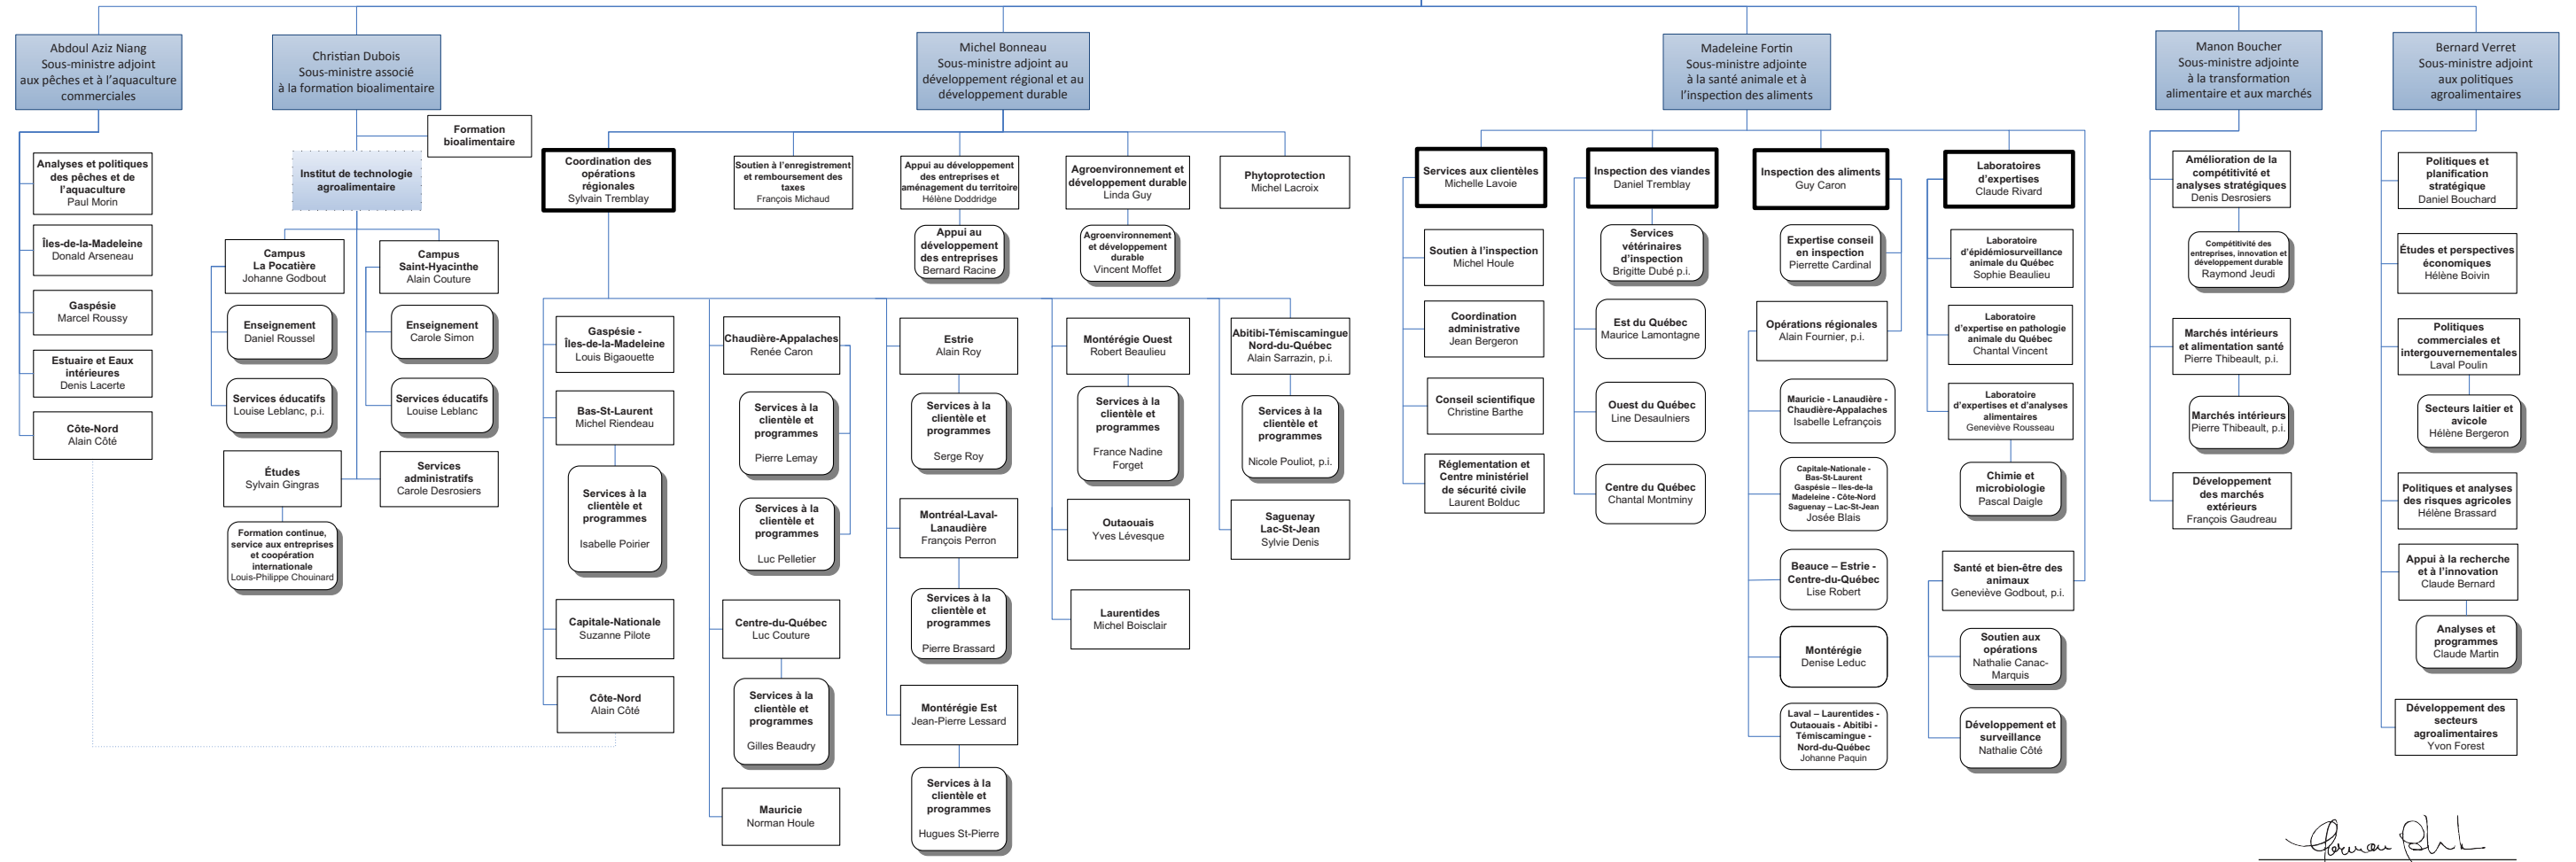 Abdoul Aziz Niang
Sous-ministre adjoint
aux pêches et à l'aquaculture
commerciales
Christian Dubois
Sous-ministre associé
à la formation bioalimentaire
Michel Bonneau
Sous-ministre adjoint au
développement régional et au
développement durable
Madeleine Fortin
Sous-ministre adjointe
à la santé animale et à
l'inspection des aliments
Manon Boucher
Sous-ministre adjointe
à la transformation
alimentaire et aux marchés
Bernard Verret
Sous-ministre adjoint
aux politiques
agroalimentaires
Analyses et politiques
des pêches et de
l'aquaculture
Paul Morin
Îles-de-la-Madeleine
Donald Arseneau
Gaspésie
Marcel Roussy
Estuaire et Eaux
intérieures
Denis Lacerte
Côte-Nord
Alain Côté
Formation
bioalimentaire
Institut de technologie
agroalimentaire
Campus
La Pocatière
Johanne Godbout
Enseignement
Daniel Roussel
Services éducatifs
Louise Leblanc, p.i.
Campus
Saint-Hyacinthe
Alain Couture
Enseignement
Carole Simon
Services éducatifs
Louise Leblanc
Études
Sylvain Gingras
Services
administratifs
Carole Desrosiers
Formation continue,
service aux entreprises
et coopération
internationale
Louis-Philippe Chouinard
Coordination des
opérations
régionales
Sylvain Tremblay
Soutien à l'enregistrement
et remboursement des
taxes
François Michaud
Appui au développement
des entreprises et
aménagement du territoire
Hélène Doddridge
Appui au
développement
des entreprises
Bernard Racine
Agroenvironnement et
développement durable
Linda Guy
Agroenvironnement
et développement
durable
Vincent Moffet
Phytoprotection
Michel Lacroix
Gaspésie -
Îles-de-la-Madeleine
Louis Bigaouette
Bas-St-Laurent
Michel Riendeau
Services à la
clientèle et
programmes
Isabelle Poirier
Capitale-Nationale
Suzanne Pilote
Côte-Nord
Alain Côté
Chaudière-Appalaches
Renée Caron
Services à la
clientèle et
programmes
Pierre Lemay
Services à la
clientèle et
programmes
Luc Pelletier
Centre-du-Québec
Luc Couture
Services à la
clientèle et
programmes
Gilles Beaudry
Mauricie
Norman Houle
Estrie
Alain Roy
Services à la
clientèle et
programmes
Serge Roy
Montréal-Laval-
Lanaudière
François Perron
Services à la
clientèle et
programmes
Pierre Brassard
Montérégie Est
Jean-Pierre Lessard
Services à la
clientèle et
programmes
Hugues St-Pierre
Montérégie Ouest
Robert Beaulieu
Services à la
clientèle et
programmes
France Nadine
Forget
Outaouais
Yves Lévesque
Laurentides
Michel Boisclair
Abitibi-Témiscamingue
Nord-du-Québec
Alain Sarrazin, p.i.
Services à la
clientèle et
programmes
Nicole Pouliot, p.i.
Saguenay
Lac-St-Jean
Sylvie Denis
Services aux clientèles
Michelle Lavoie
Soutien à l'inspection
Michel Houle
Coordination
administrative
Jean Bergeron
Conseil scientifique
Christine Barthe
Réglementation et
Centre ministériel
de sécurité civile
Laurent Bolduc
Inspection des viandes
Daniel Tremblay
Services
vétérinaires
d'inspection
Brigitte Dubé p.i.
Est du Québec
Maurice Lamontagne
Ouest du Québec
Line Desaulniers
Centre du Québec
Chantal Montminy
Inspection des aliments
Guy Caron
Expertise conseil
en inspection
Pierrette Cardinal
Opérations régionales
Alain Fournier, p.i.
Mauricie - Lanaudière -
Chaudière-Appalaches
Isabelle Lefrançois
Capitale-Nationale -
Bas-St-Laurent
Gaspésie – Iles-de-la
Madeleine - Côte-Nord
Saguenay – Lac-St-Jean
Josée Blais
Beauce – Estrie -
Centre-du-Québec
Lise Robert
Montérégie
Denise Leduc
Laval – Laurentides -
Outaouais - Abitibi -
Témiscamingue -
Nord-du-Québec
Johanne Paquin
Laboratoires
d'expertises
Claude Rivard
Laboratoire
d'épidémiosurveillance
animale du Québec
Sophie Beaulieu
Laboratoire
d'expertise en pathologie
animale du Québec
Chantal Vincent
Laboratoire
d'expertises et d'analyses
alimentaires
Geneviève Rousseau
Chimie et
microbiologie
Pascal Daigle
Santé et bien-être des
animaux
Geneviève Godbout, p.i.
Soutien aux
opérations
Nathalie Canac-
Marquis
Développement et
surveillance
Nathalie Côté
Amélioration de la
compétitivité et
analyses stratégiques
Denis Desrosiers
Compétitivité des
entreprises, innovation et
développement durable
Raymond Jeudi
Marchés intérieurs
et alimentation santé
Pierre Thibeault, p.i.
Marchés intérieurs
Pierre Thibeault, p.i.
Développement
des marchés
extérieurs
François Gaudreau
Politiques et
planification
stratégique
Daniel Bouchard
Études et perspectives
économiques
Hélène Boivin
Politiques
commerciales et
intergouvernementales
Laval Poulin
Secteurs laitier et
avicole
Hélène Bergeron
Politiques et analyses
des risques agricoles
Hélène Brassard
Appui à la recherche
et à l'innovation
Claude Bernard
Analyses et
programmes
Claude Martin
Développement des
secteurs
agroalimentaires
Yvon Forest